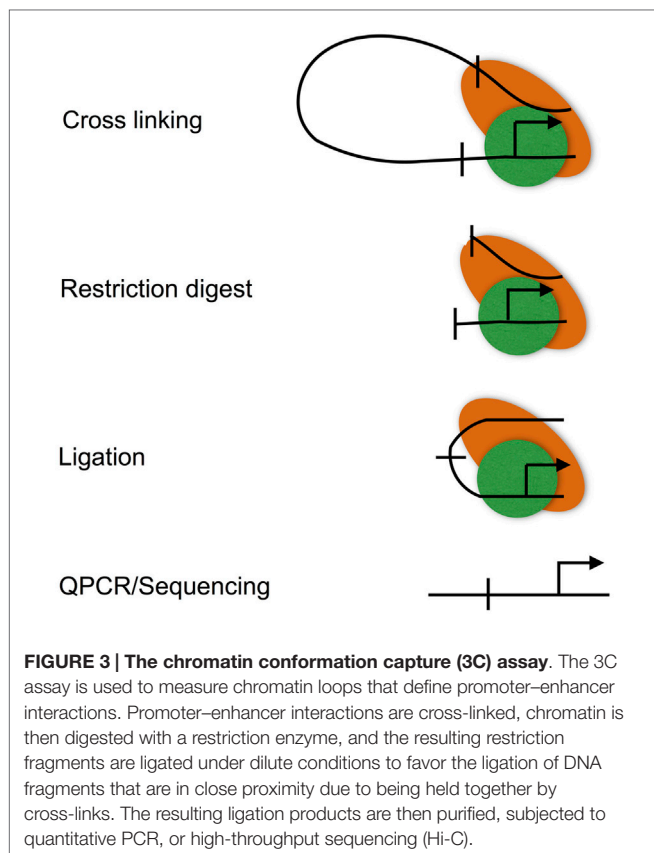 Cross linking
Restriction digest
Ligation
QPCR/Sequencing
FIGURE 3 | The chromatin conformation capture (3C) assay. The 3C
assay is used to measure chromatin loops that define promoter–enhancer
interactions. Promoter–enhancer interactions are cross-linked, chromatin is
then digested with a restriction enzyme, and the resulting restriction
fragments are ligated under dilute conditions to favor the ligation of DNA
fragments that are in close proximity due to being held together by
cross-links. The resulting ligation products are then purified, subjected to
quantitative PCR, or high-throughput sequencing (Hi-C).